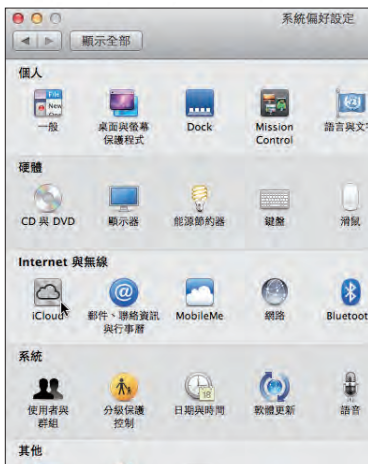 系統偏好設定
顯示全部
個人
File
New
一般
桌面與螢幕
保護程式
Dock
Mission
Control
語言與文字
硬體
CD 與 DVD
顯示器
能源節約器
鍵盤
滑鼠
Internet 與無線
iCloud
郵件、聯絡資訊
與行事曆
MobileMe
網路
Bluetoot
系統
使用者與
群組
分級保護
控制
18
日期與時間
軟體更新
語音
其他